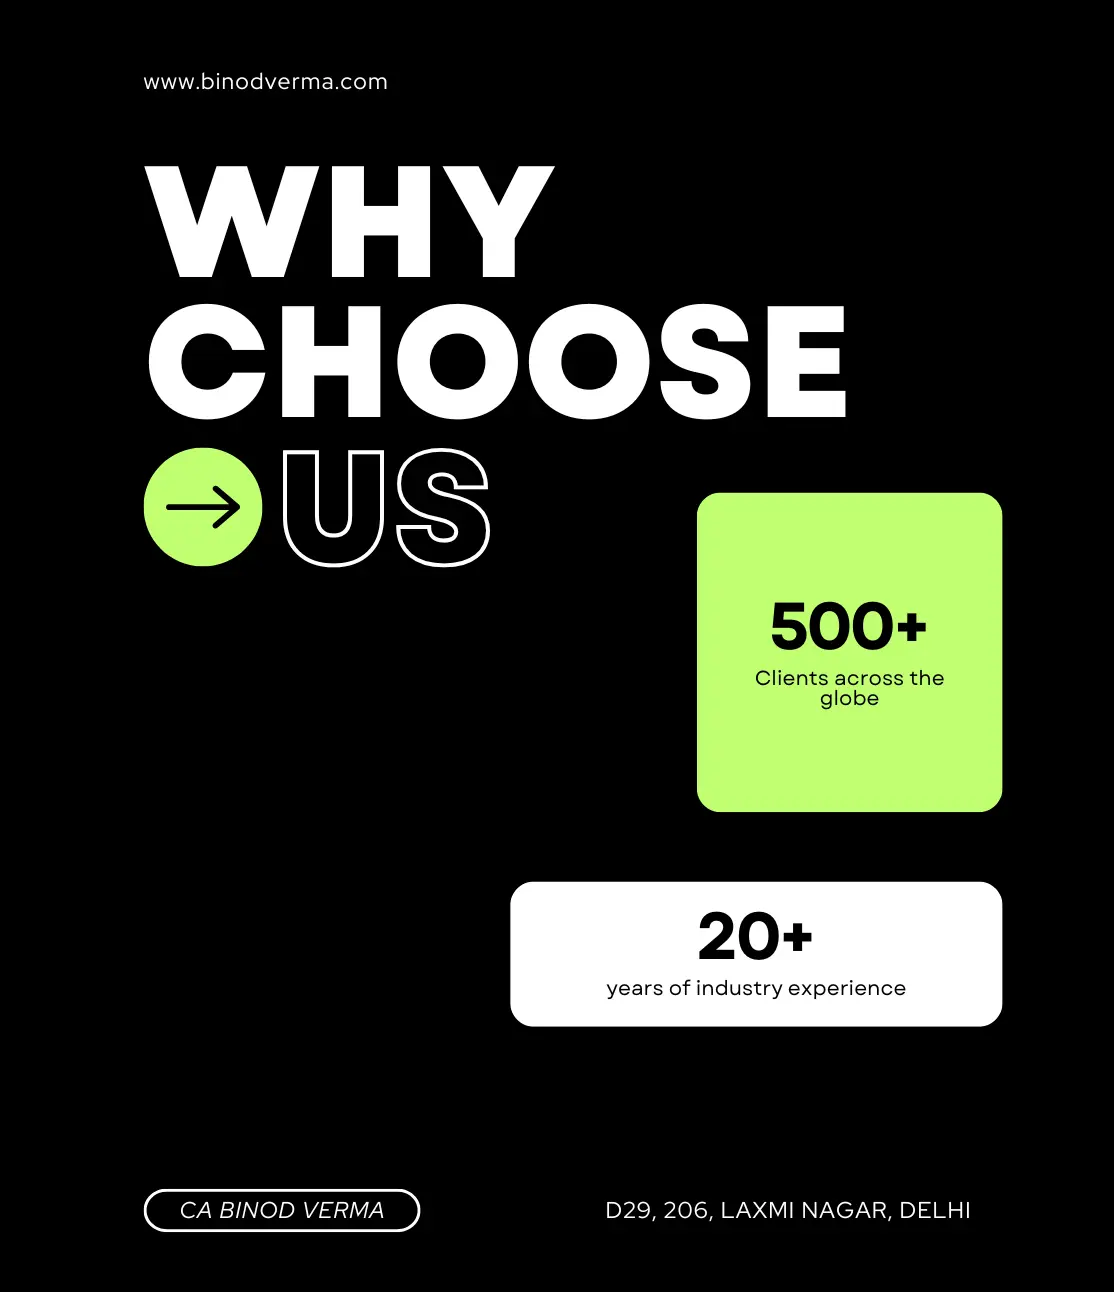 www.binodverma.com
WHY
CHOOSE
US
500+
Clients across the
globe
20+
years of industry experience
CA BINOD VERMA
D29, 206, LAXMI NAGAR, DELHI